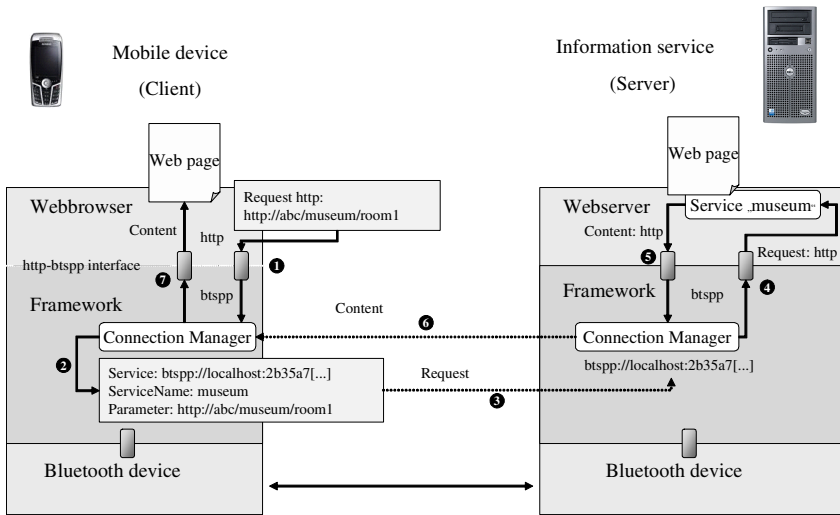 Mobile device
(Client)
Information service
(Server)
Web page
Web page
Request http:
http://abc/museum/room1
Webbrowser
Content
http
http-btspp interface
❶
❼
btspp
Framework
Connection Manager
❷
Service: btspp://localhost:2b35a7[...]
ServiceName: museum
Parameter: http://abc/museum/room1
Bluetooth device
Content
❻
Request
❸
Webserver
Service „museum“
Content: http
❺
Request: http
❹
Framework
btspp
Connection Manager
btspp://localhost:2b35a7[...]
Bluetooth device